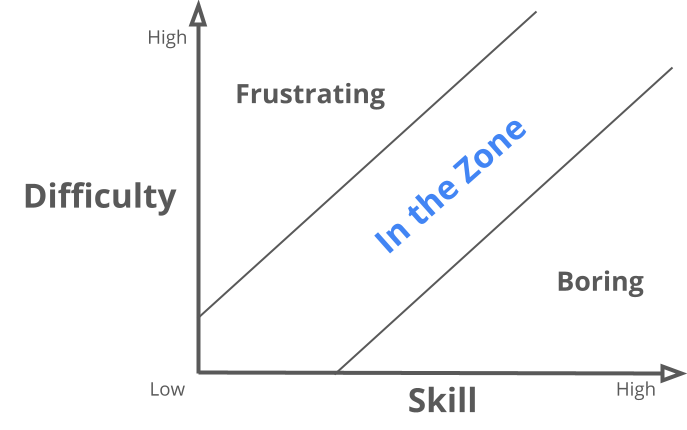 High
Frustrating
In the Zone
Difficulty
Boring
Low
High
Skill